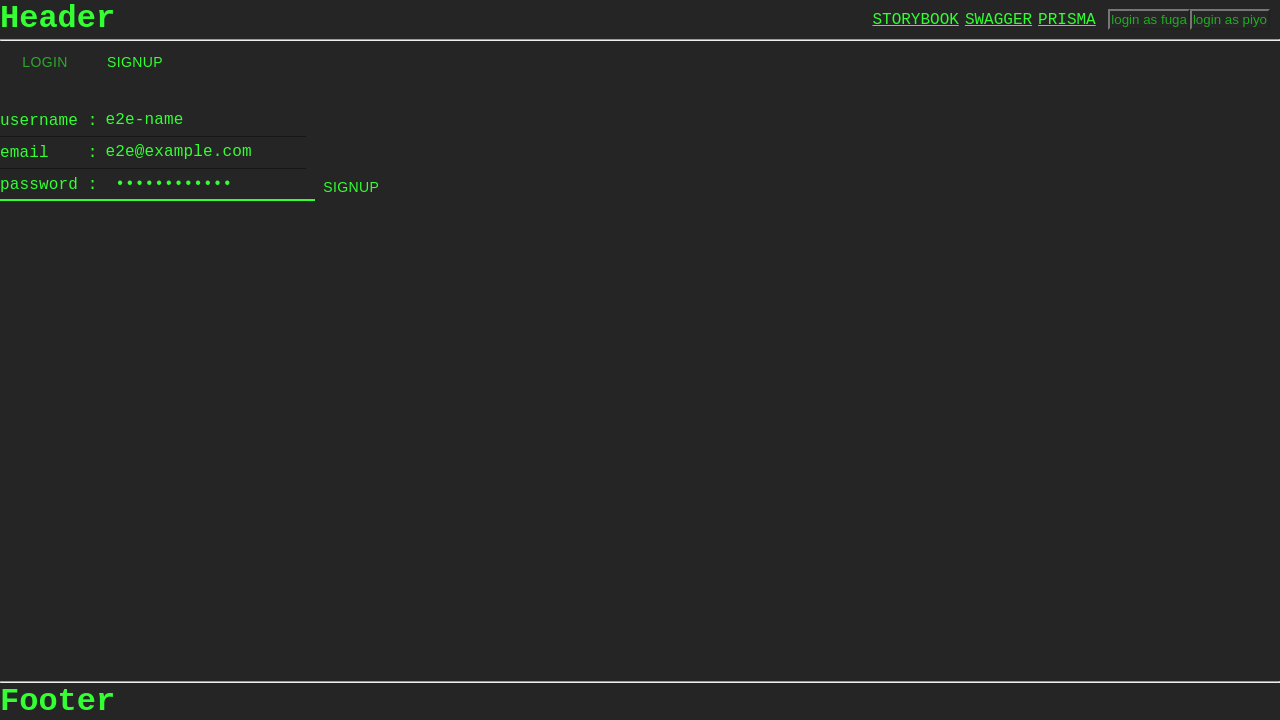 Header STORYBOOK SWAGGER PRISMA login as fuga login as piyo
LOGIN SIGNUP
username : e2e-name
email : e2e@example.com
password : •••••••••••• SIGNUP
Footer